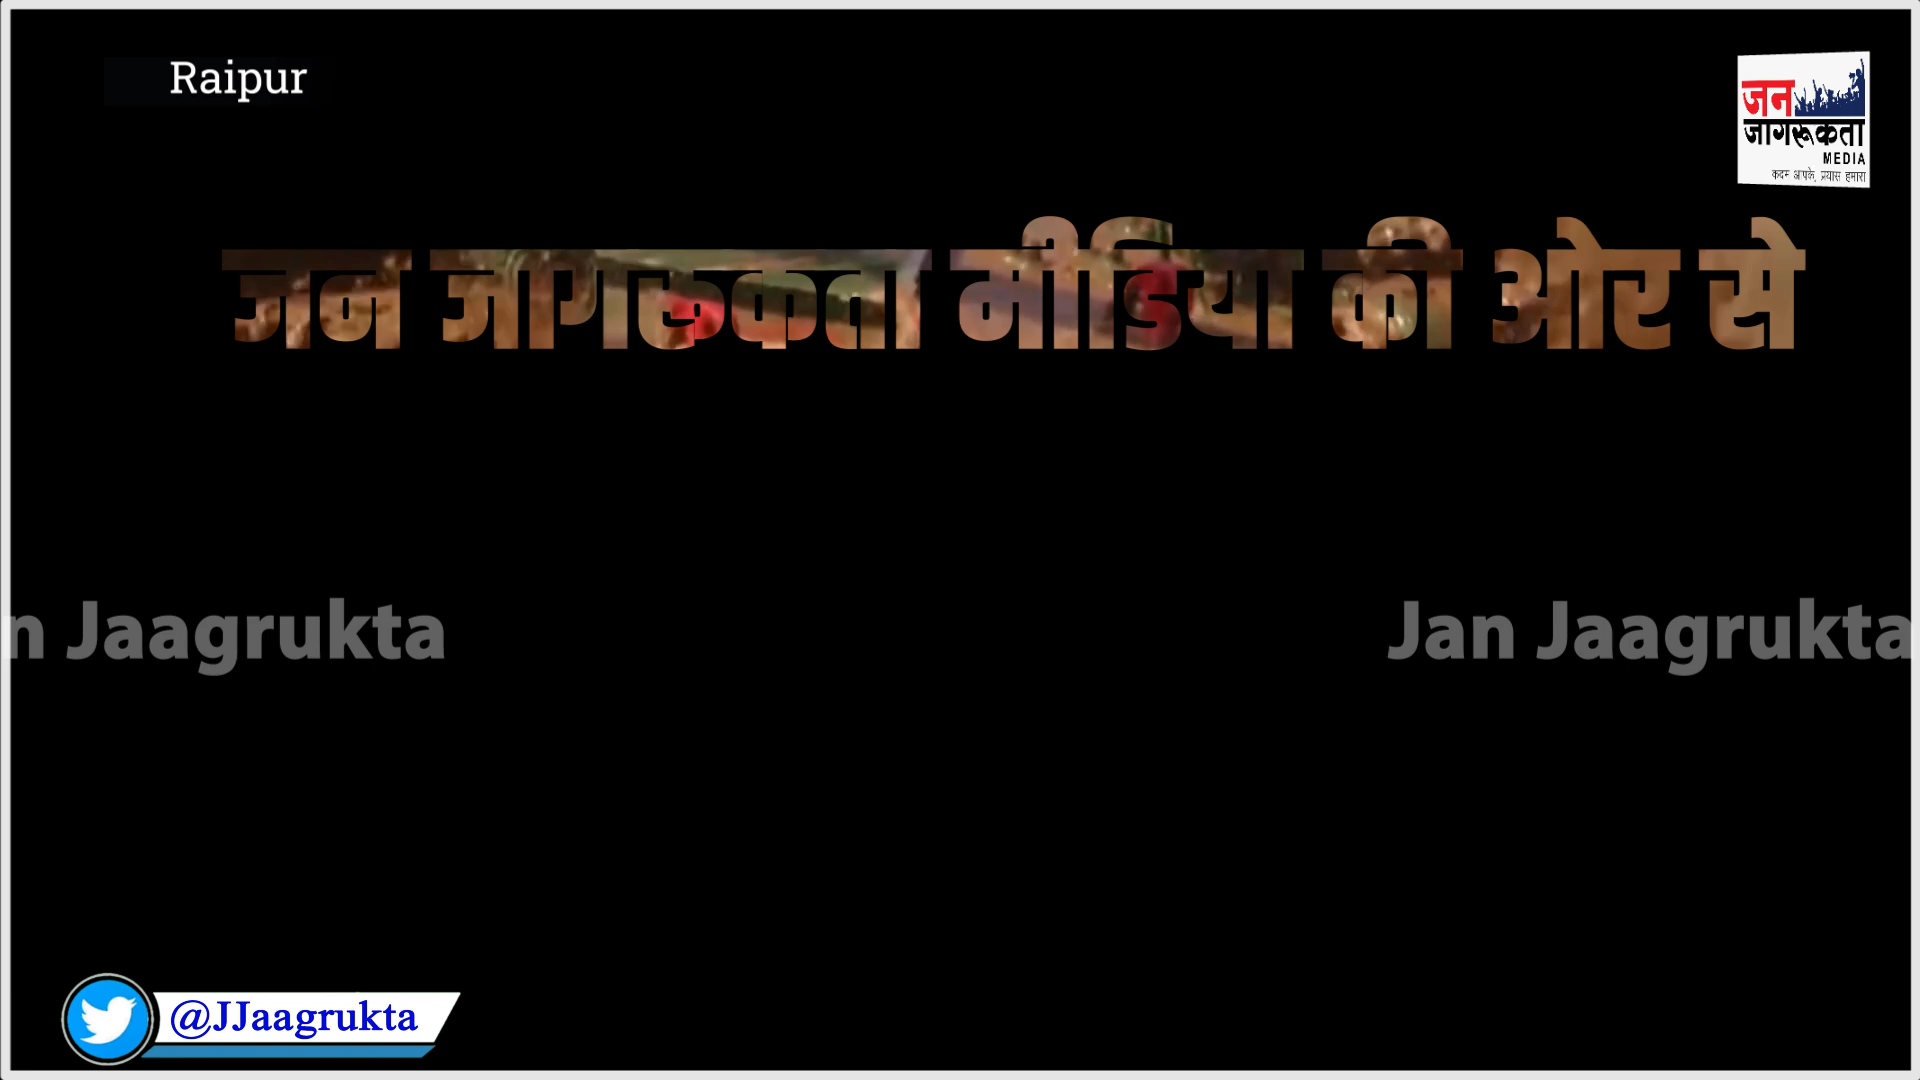 Raipur
जन
जागरूकता
MEDIA
कदम आपके, प्रयास हमारा
जन जागरूकता मीडिया की ओर से
n Jaagrukta
Jan Jaagrukta
@JJaagrukta